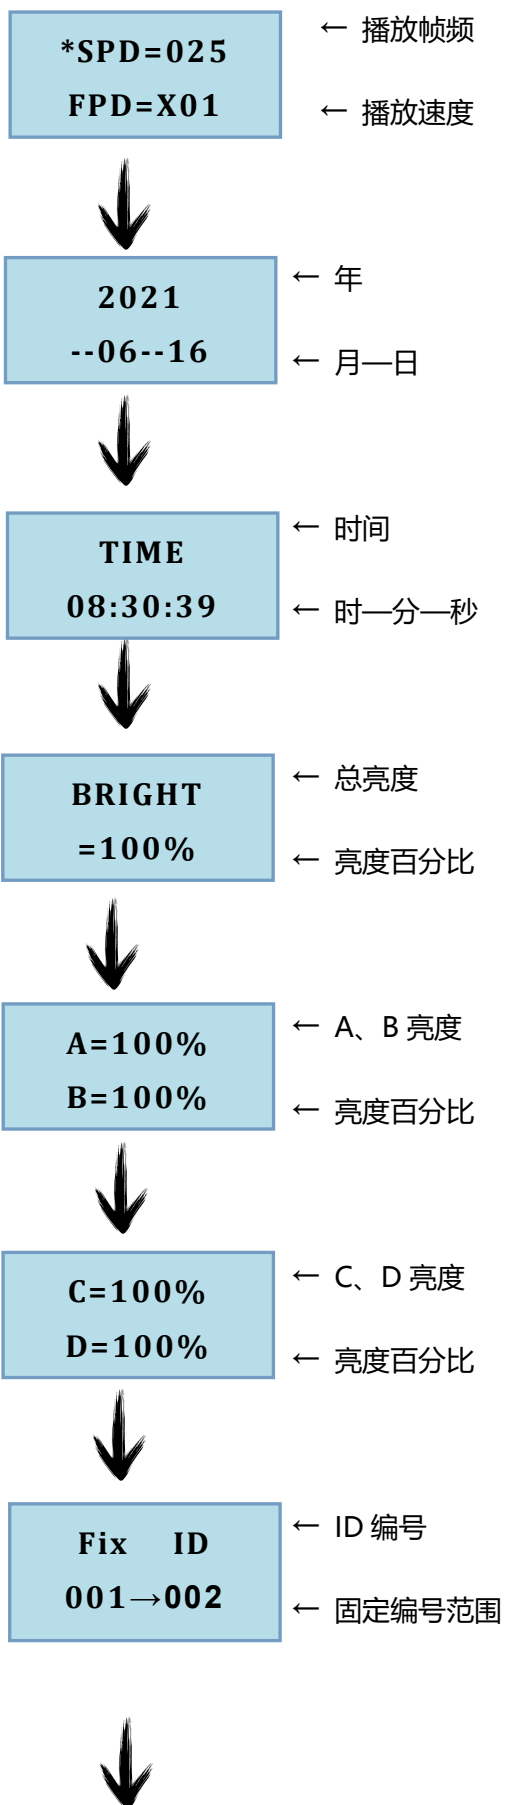 *SPD=025 ← 播放帧频
FPD=X01 ← 播放速度
2021 ← 年
--06--16 ← 月—日
TIME ← 时间
08:30:39 ← 时—分—秒
BRIGHT ← 总亮度
=100% ← 亮度百分比
A=100% ← A、B 亮度
B=100% ← 亮度百分比
C=100% ← C、D 亮度
D=100% ← 亮度百分比
Fix ID ← ID 编号
001→002 ← 固定编号范围